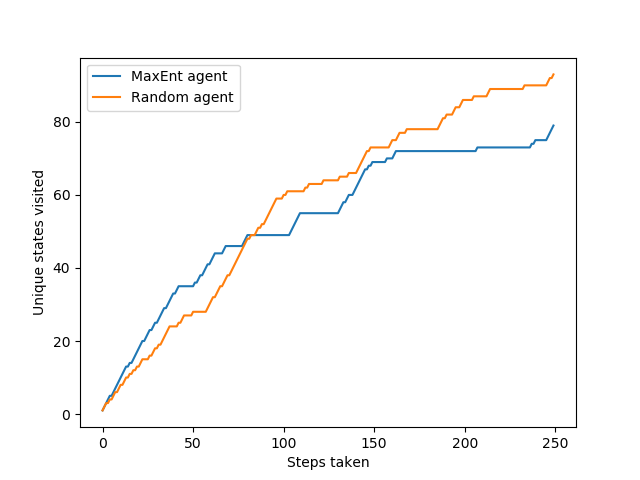 MaxEnt agent
Random agent
Unique states visited
80
60
40
20
0
0 50 100 150 200 250
Steps taken